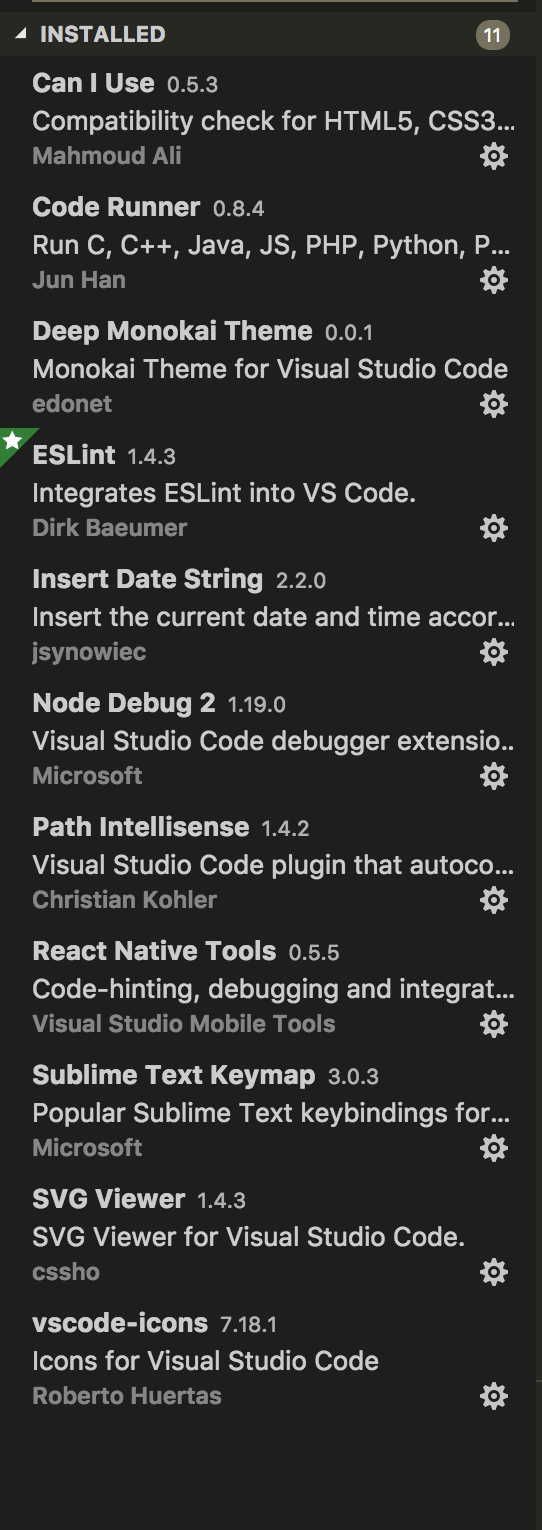 INSTALLED 11
Can I Use 0.5.3
Compatibility check for HTML5, CSS3...
Mahmoud Ali
Code Runner 0.8.4
Run C, C++, Java, JS, PHP, Python, P...
Jun Han
Deep Monokai Theme 0.0.1
Monokai Theme for Visual Studio Code
edonet
ESLint 1.4.3
Integrates ESLint into VS Code.
Dirk Baeumer
Insert Date String 2.2.0
Insert the current date and time accor...
jsynowiec
Node Debug 2 1.19.0
Visual Studio Code debugger extensio...
Microsoft
Path Intellisense 1.4.2
Visual Studio Code plugin that autoco...
Christian Kohler
React Native Tools 0.5.5
Code-hinting, debugging and integrat...
Visual Studio Mobile Tools
Sublime Text Keymap 3.0.3
Popular Sublime Text keybindings for...
Microsoft
SVG Viewer 1.4.3
SVG Viewer for Visual Studio Code.
cssho
vscode-icons 7.18.1
Icons for Visual Studio Code
Roberto Huertas